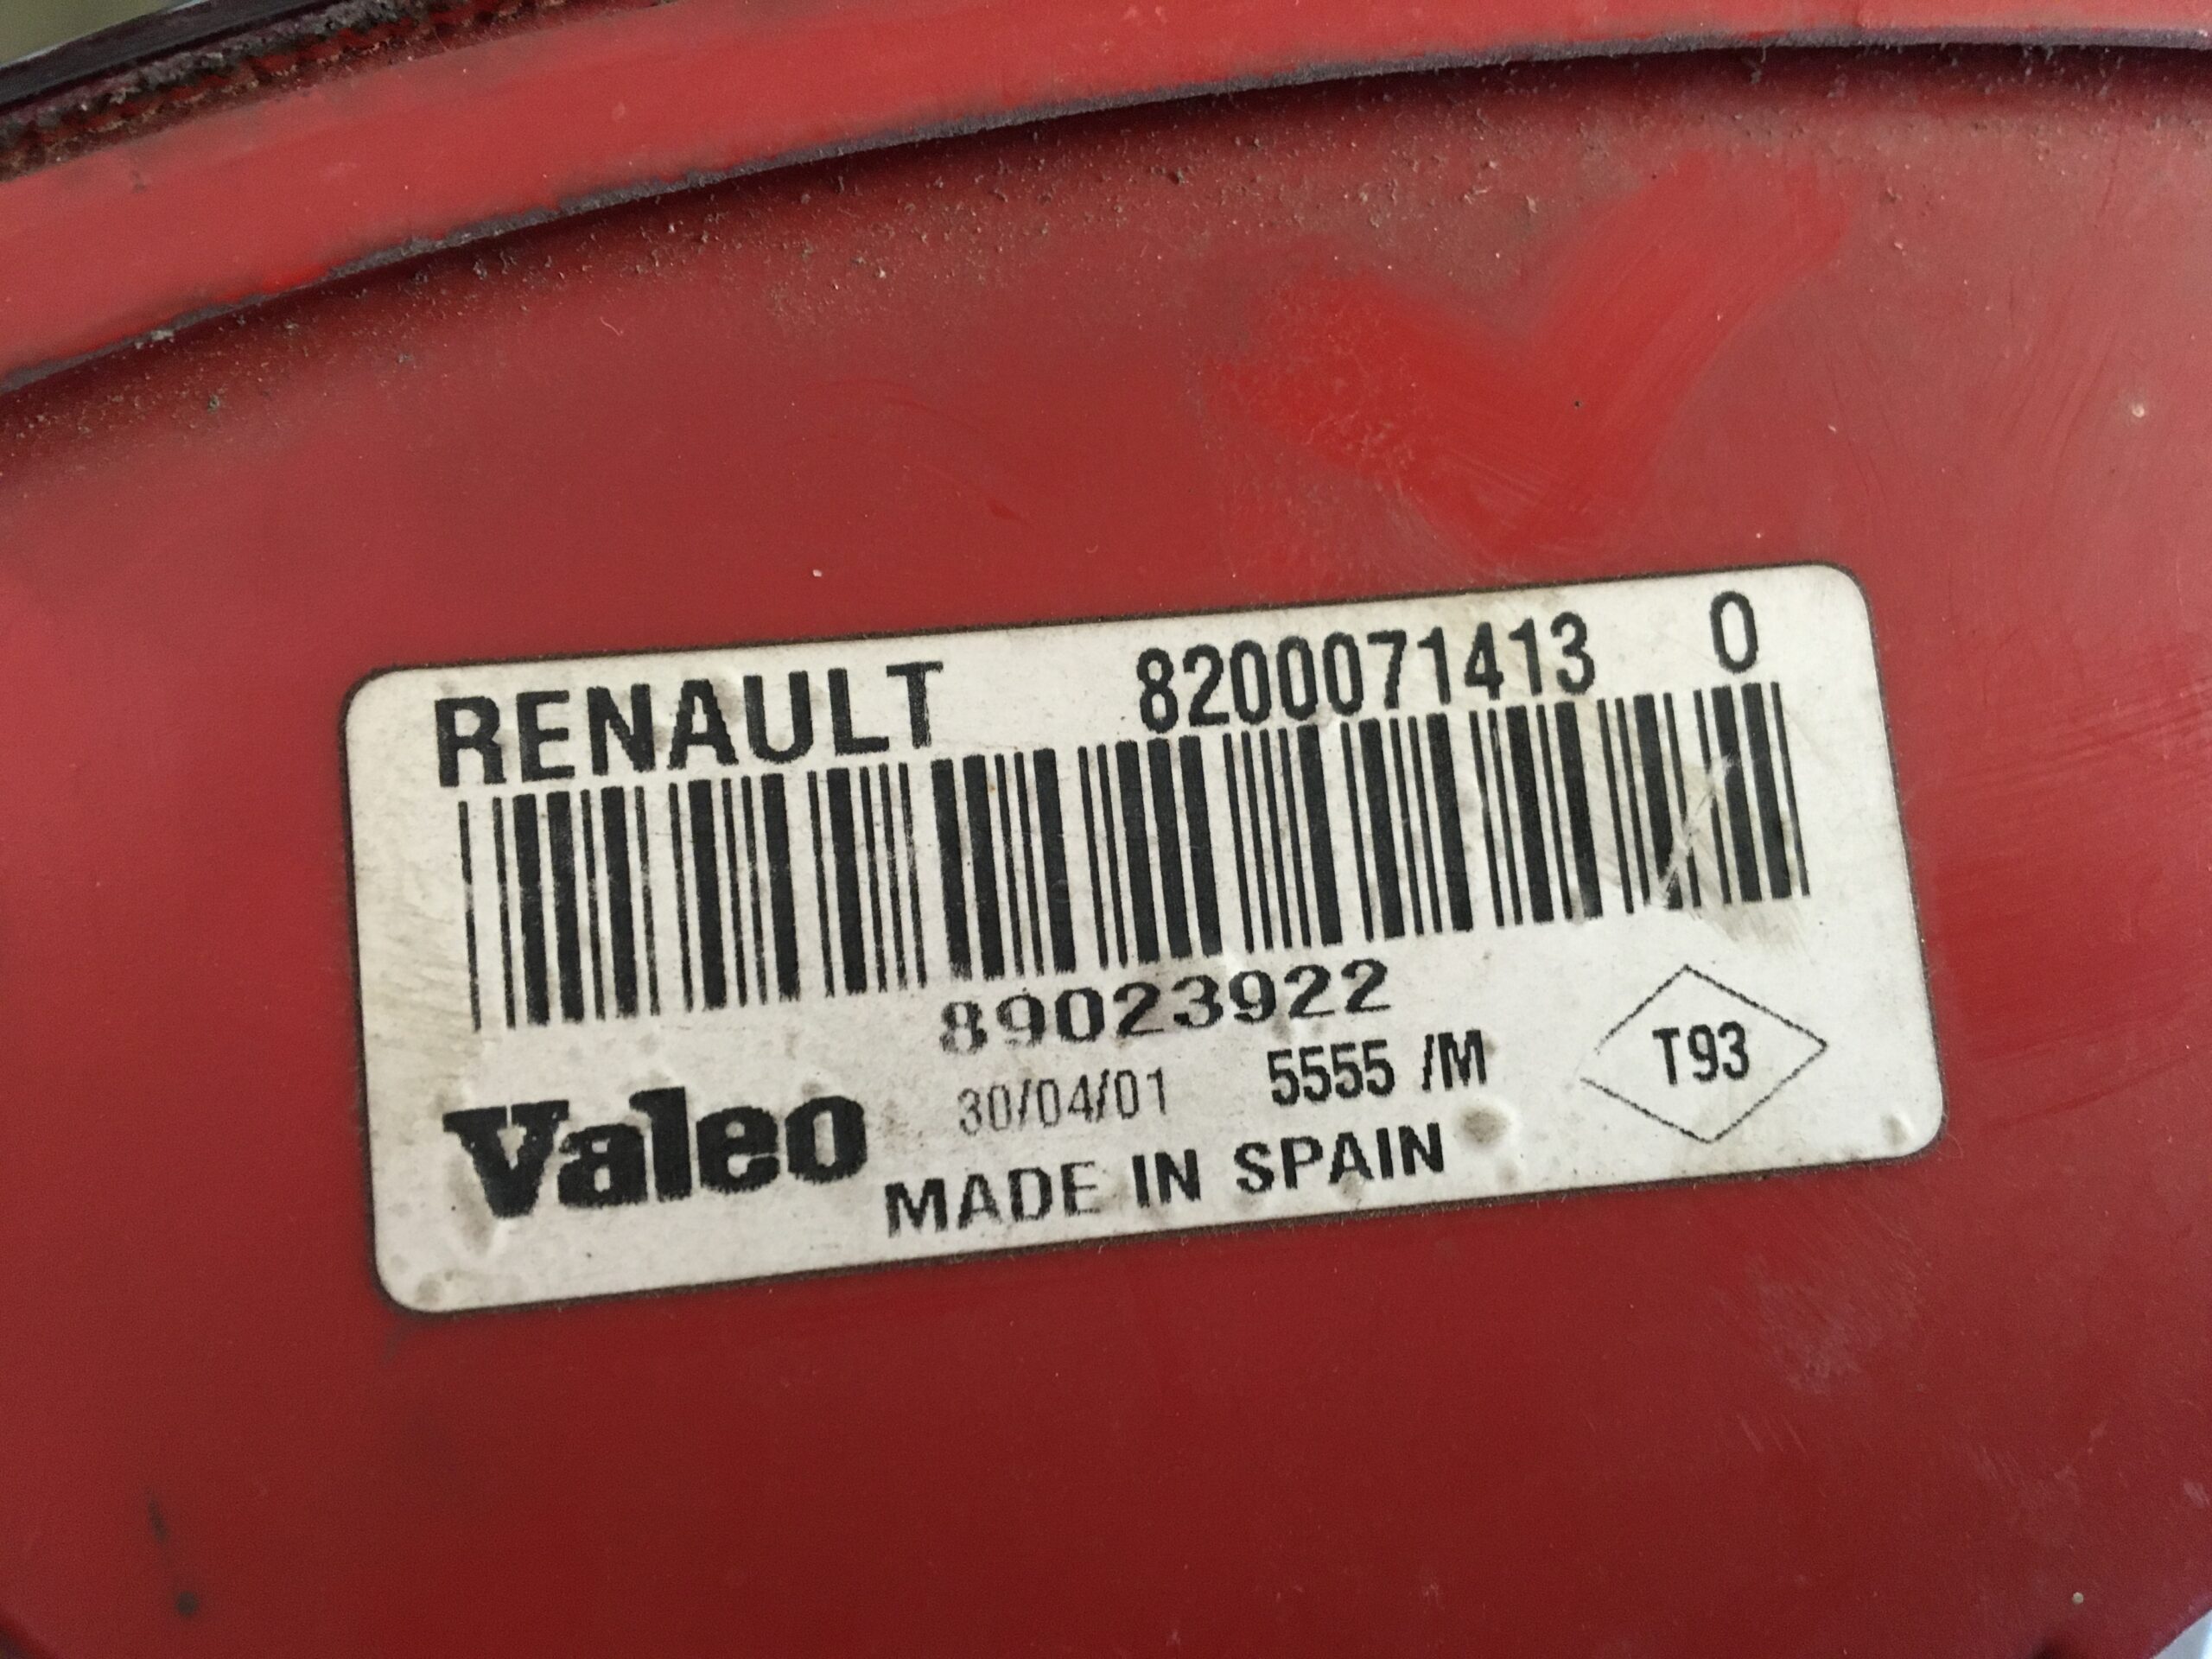 RENAULT 8200071413 0
89023922
Valeo 30/04/01 5555 /M T93
MADE IN SPAIN